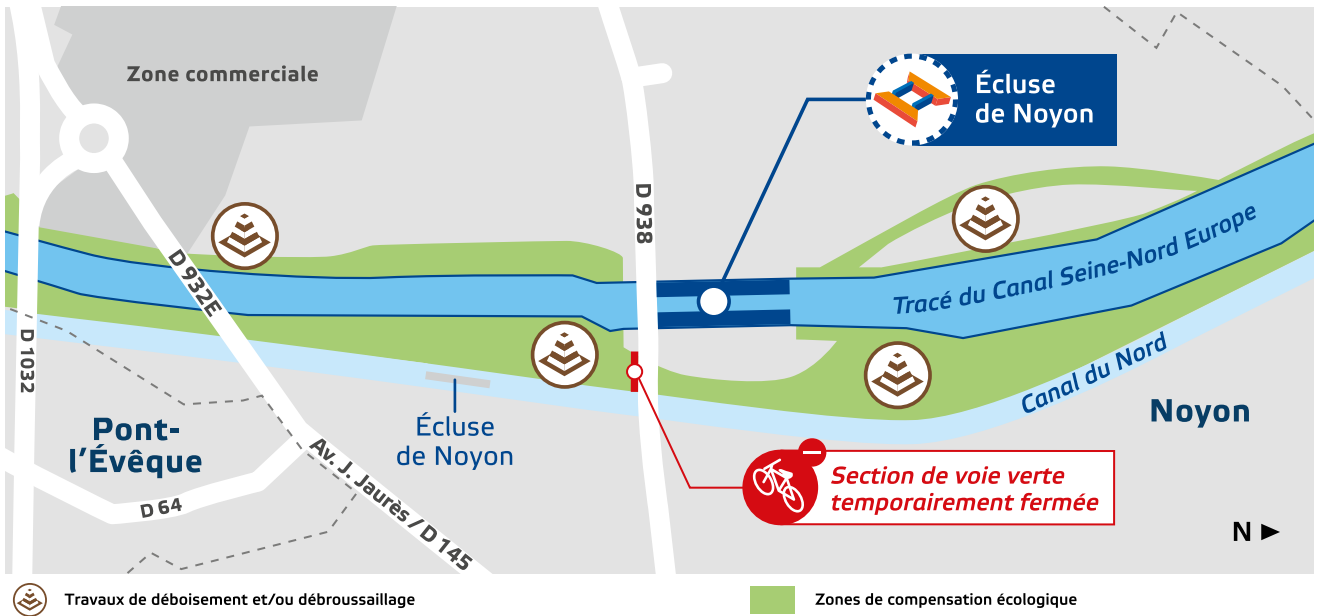 Zone commerciale
Écluse
de Noyon
D 938
D 932E
Tracé du Canal Seine-Nord Europe
D 1032
Canal du Nord
Pont-
l'Évêque
Écluse
de Noyon
Noyon
Av. J. Jaurès / D 145
D 64
Section de voie verte
temporairement fermée
N
Travaux de déboisement et/ou débroussaillage
Zones de compensation écologique